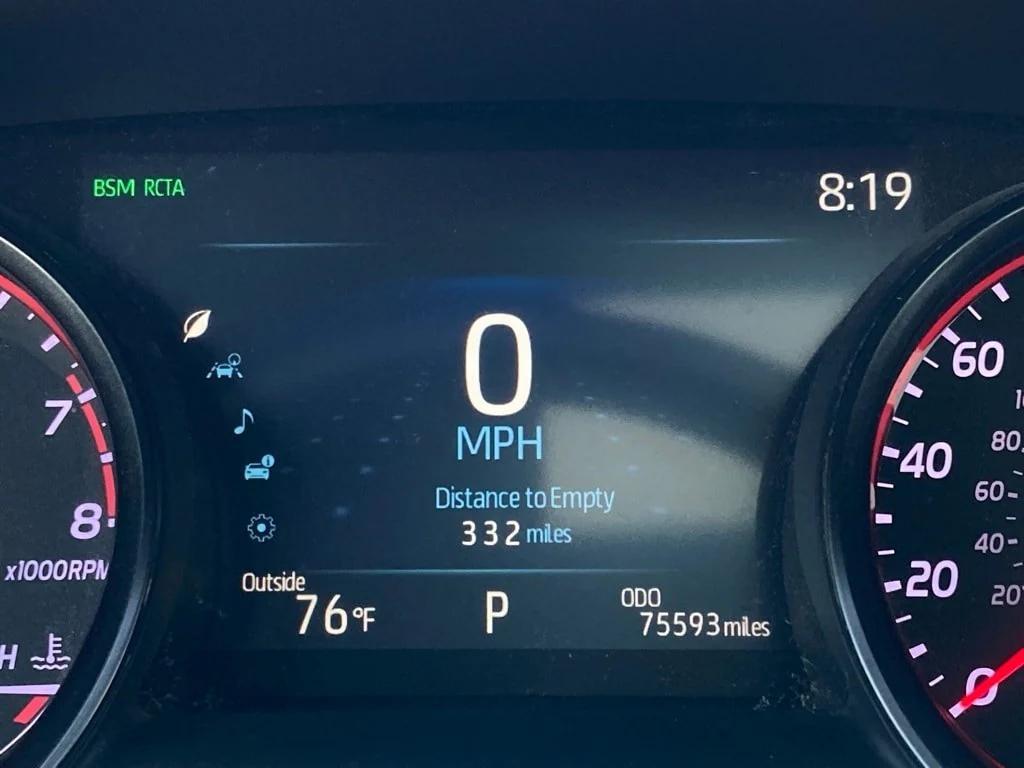 BSM RCTA
8:19
0
MPH
Distance to Empty
332 miles
Outside
76°F
P
ODO
75593 miles
7
8
x1000RPM
H
60
40
20
0
80
60
40
20